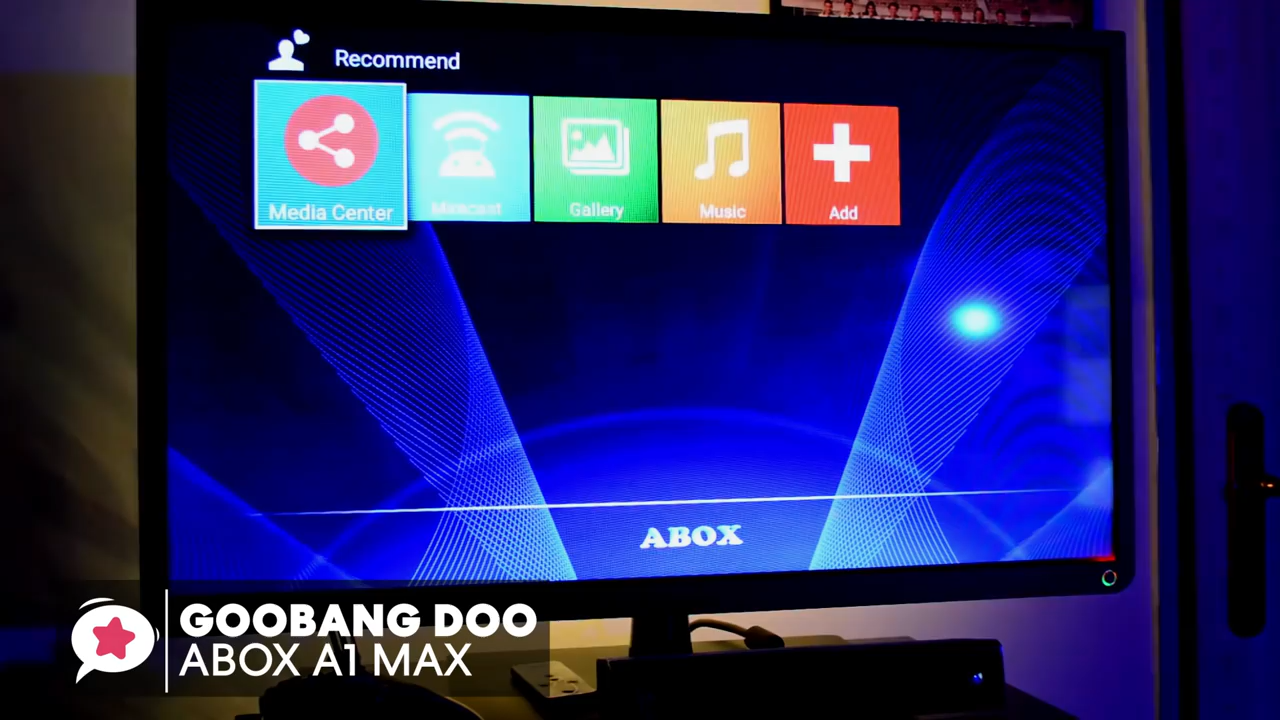 Recommend
Media Center
Miracast
Gallery
Music
Add
ABOX
GOOBANG DOO
ABOX A1 MAX